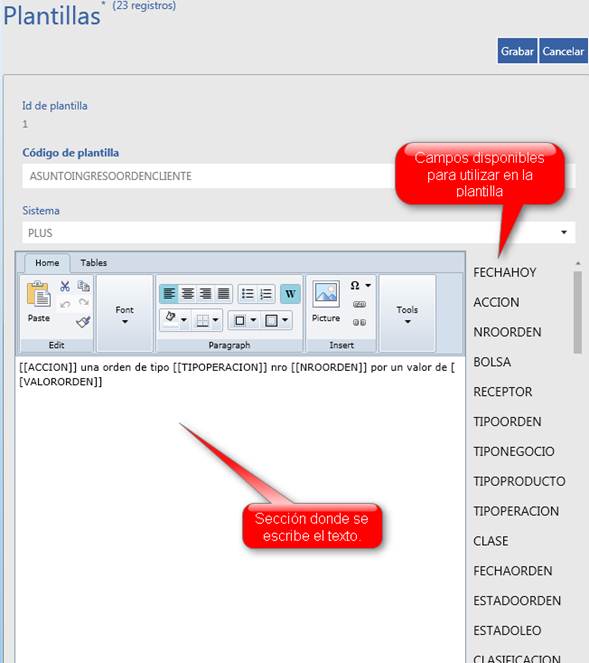 Plantillas* (23 registros)
Grabar Cancelar
Id de plantilla
1
Código de plantilla
ASUNTOINGRESOORDENCLIENTE
Campos disponibles
para utilizar en la
plantilla
Sistema
PLUS
Home Tables
Paste
Edit
Font
W
Paragraph
Picture
Ω
Insert
Tools
[[ACCION]] una orden de tipo [[TIPOPERACION]] nro [[NROORDEN]] por un valor de [
[VALORORDEN]]
Sección donde se
escribe el texto.
FECHAHOY
ACCION
NROORDEN
BOLSA
RECEPTOR
TIPOORDEN
TIPONEGOCIO
TIPOPRODUCTO
TIPOPERACION
CLASE
FECHAORDEN
ESTADOORDEN
ESTADOLEO
CLASIFICACION